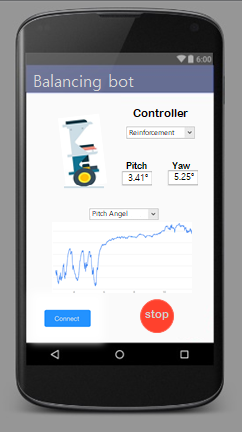 6:00
Balancing bot
Controller
Reinforcement
Pitch Yaw
3.41° 5.25°
Pitch Angel
Connect
stop